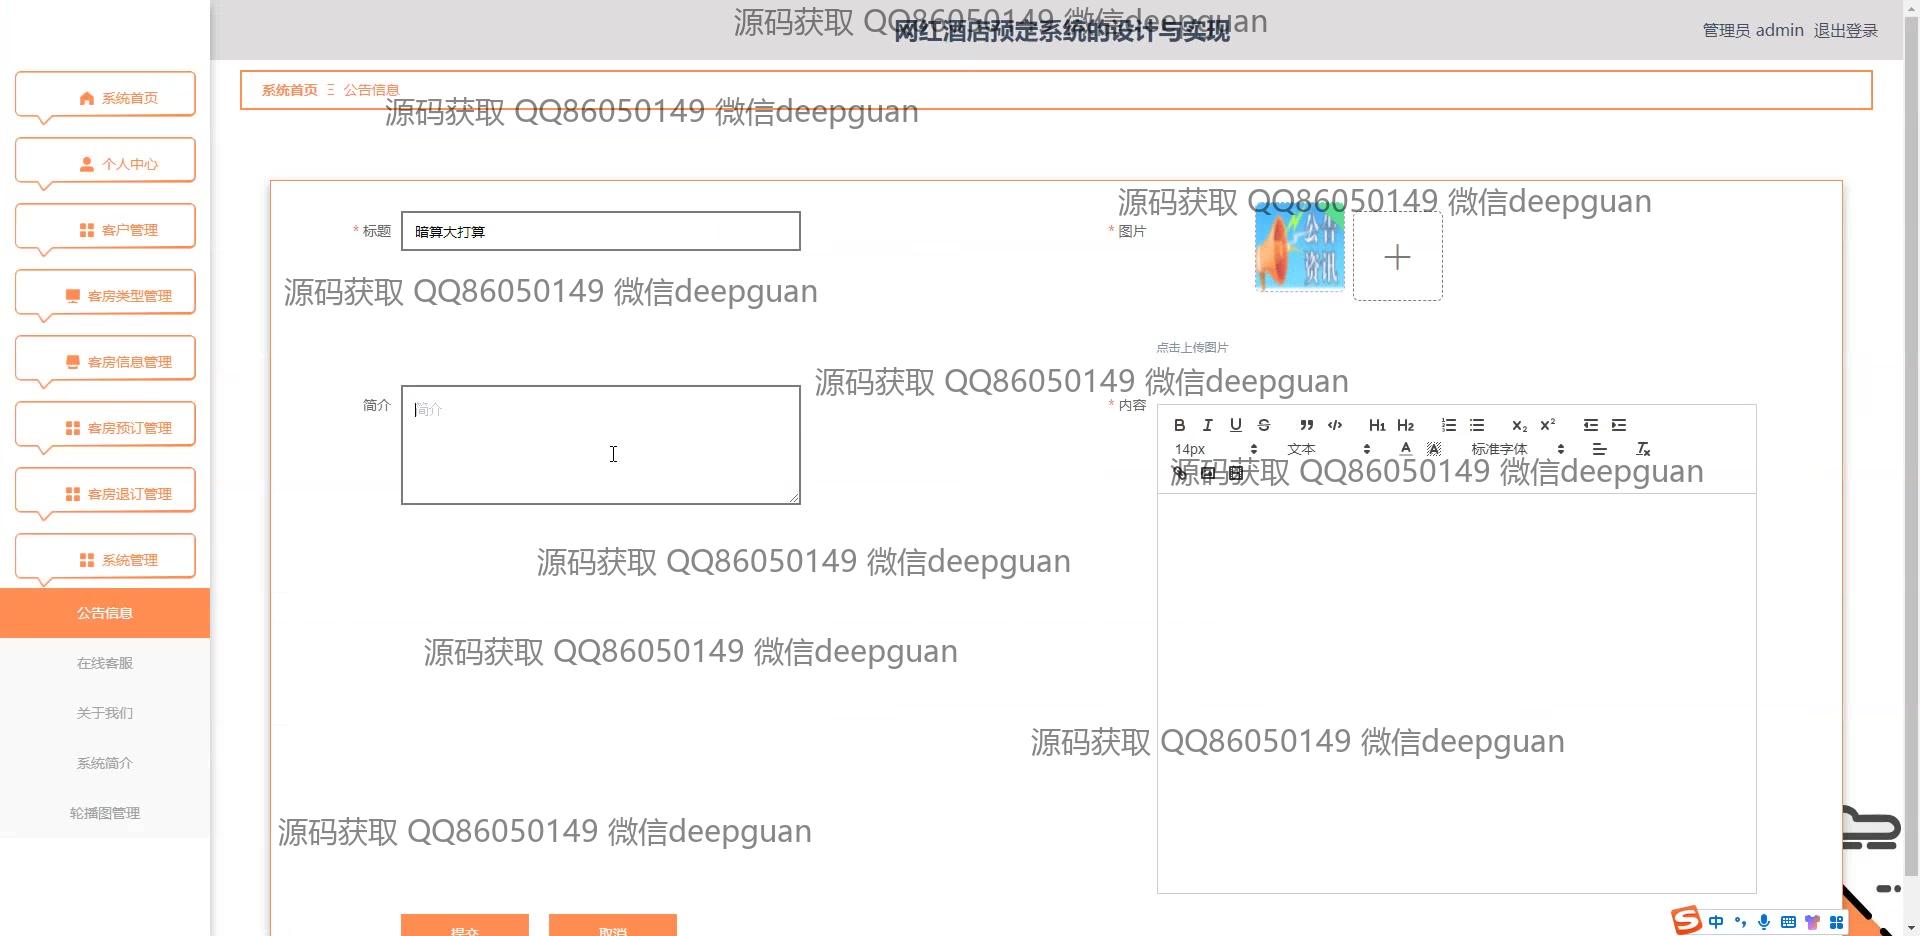 源码获取 QQ86050149 微信deepguan
网红酒店预定系统的设计与实现
管理员 admin 退出登录
系统首页
个人中心
客户管理
客房类型管理
客房信息管理
客房预订管理
客房退订管理
系统管理
公告信息
在线客服
关于我们
系统简介
轮播图管理
系统首页 Ξ 公告信息
源码获取 QQ86050149 微信deepguan
源码获取 QQ86050149 微信deepguan
* 标题
暗算大打算
* 图片
公告
资讯
源码获取 QQ86050149 微信deepguan
点击上传图片
源码获取 QQ86050149 微信deepguan
简介
简介
* 内容
B I U S ” </> H1 H2 x₂ x²
14px 文本 A A 标准字体 Tx
源码获取 QQ86050149 微信deepguan
源码获取 QQ86050149 微信deepguan
源码获取 QQ86050149 微信deepguan
源码获取 QQ86050149 微信deepguan
源码获取 QQ86050149 微信deepguan
提交
取消
S 中